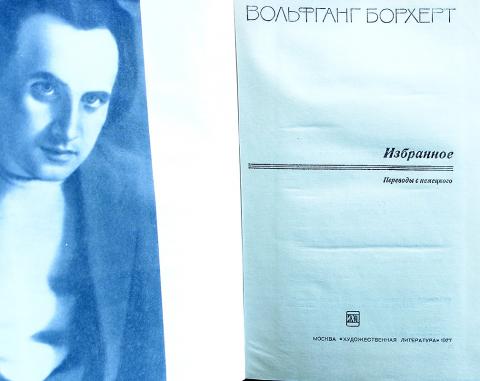 ВОЛЬФГАНГ БОРХЕРТ
Избранное
Переводы с немецкого
МОСКВА «ХУДОЖЕСТВЕННАЯ ЛИТЕРАТУРА» 1977